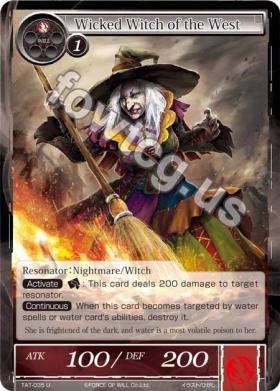 Wicked Witch of the West
WILL
1
fowtcg.us
Resonator：Nightmare/Witch
Activate : This card deals 200 damage to target
resonator.
Continuous When this card becomes targeted by water
spells or water card's abilities, destroy it.
She is frightened of the dark, and water is a most volatile poison to her.
ATK 100/ DEF 200
TAT-035 U ©FORCE OF WILL Co.,Ltd.